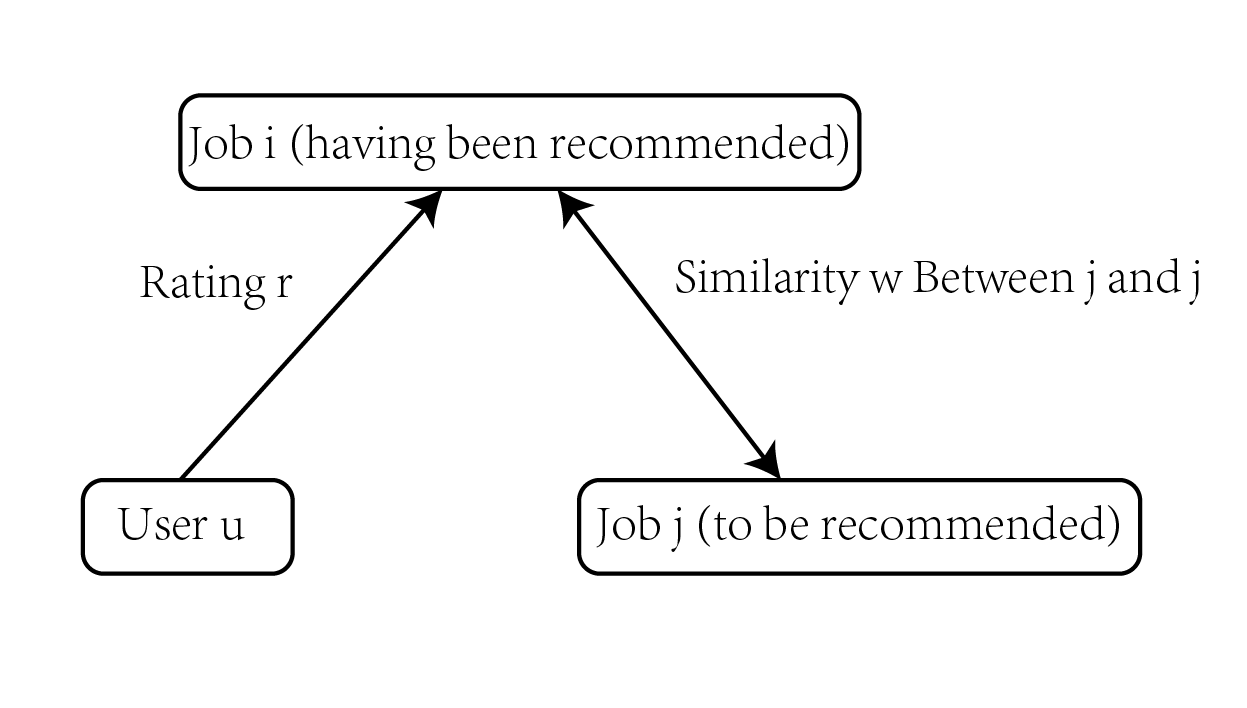 Job i (having been recommended)
Rating r
Similarity w Between j and j
User u
Job j (to be recommended)